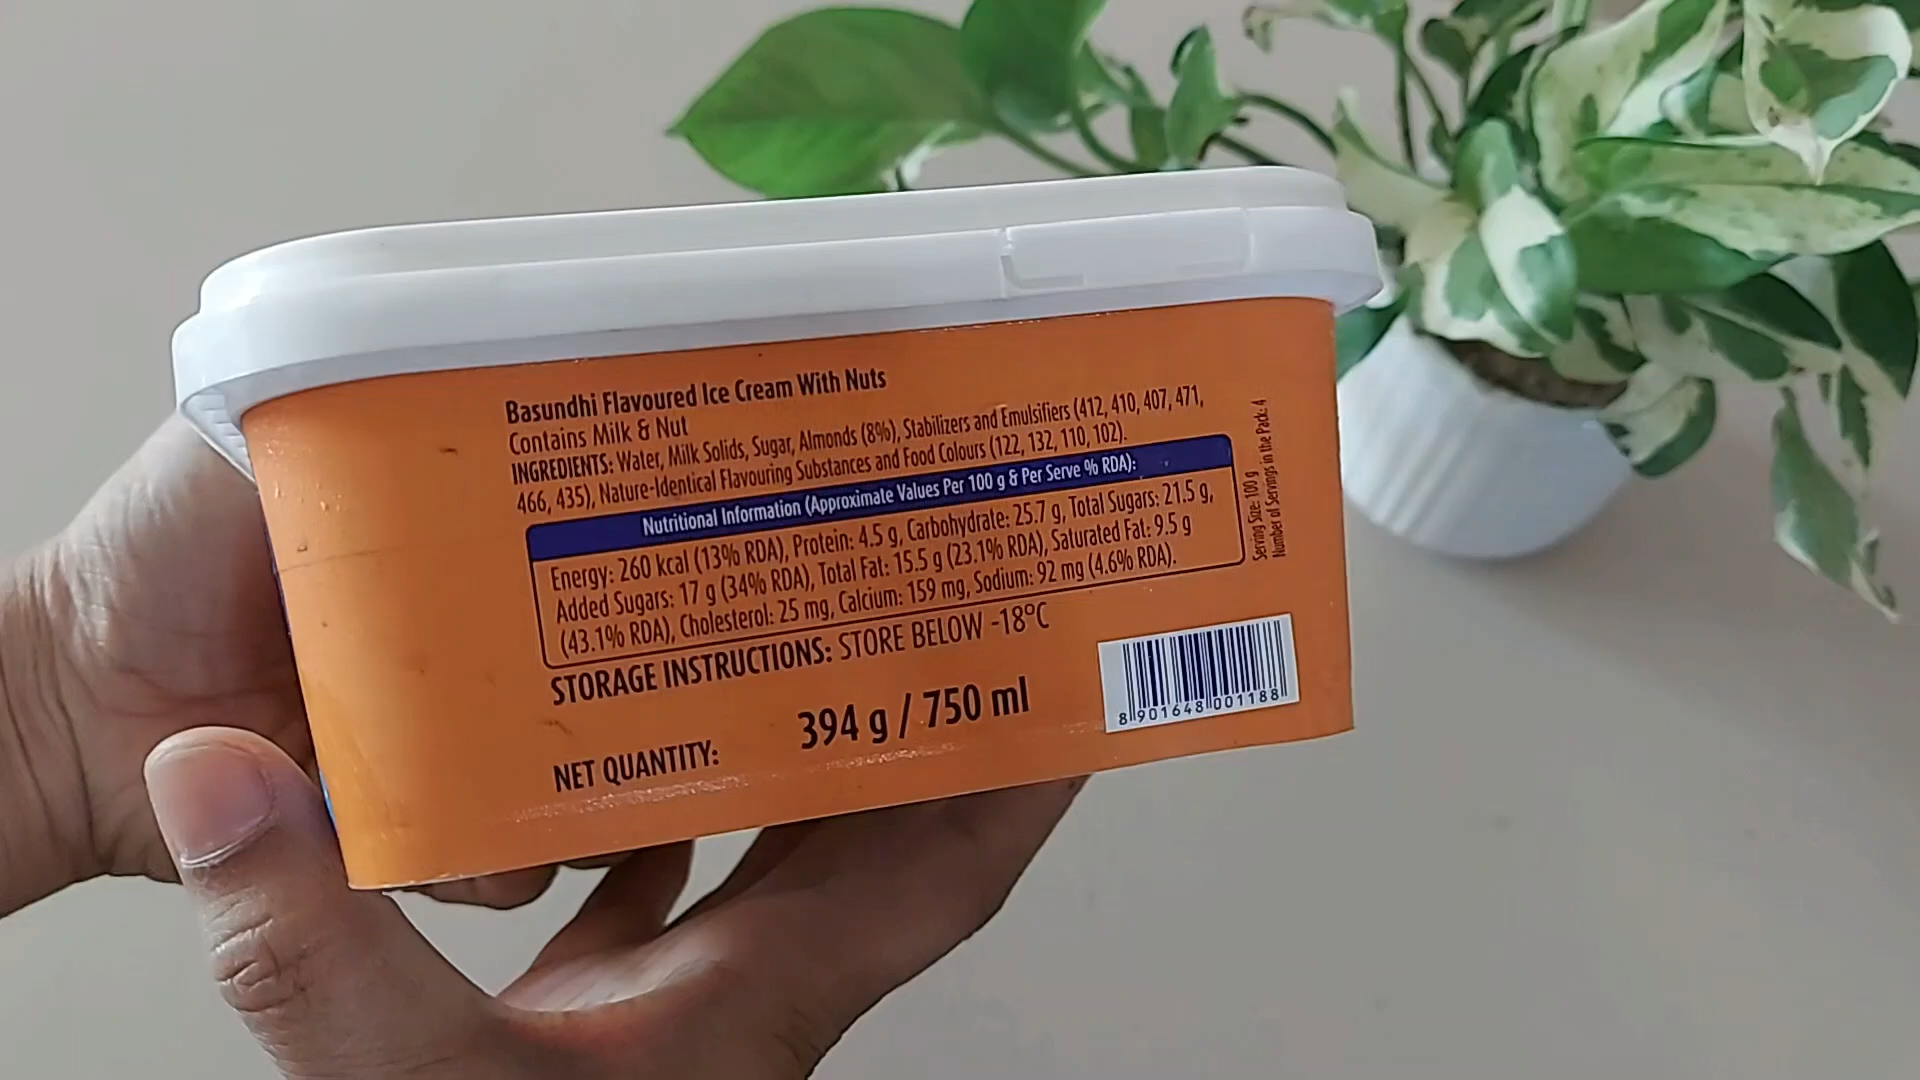 Basundhi Flavoured Ice Cream With Nuts
Contains Milk & Nut
INGREDIENTS: Water, Milk Solids, Sugar, Almonds (8%), Stabilizers and Emulsifiers (412, 410, 407, 471,
466, 435), Nature-Identical Flavouring Substances and Food Colours (122, 132, 110, 102).
Nutritional Information (Approximate Values Per 100 g & Per Serve % RDA):
Energy: 260 kcal (13% RDA), Protein: 4.5 g, Carbohydrate: 25.7 g, Total Sugars: 21.5 g,
Added Sugars: 17 g (34% RDA), Total Fat: 15.5 g (23.1% RDA), Saturated Fat: 9.5 g
(43.1% RDA), Cholesterol: 25 mg, Calcium: 159 mg, Sodium: 92 mg (4.6% RDA).
Serving Size: 100 g
Number of Servings in the Pack: 4
STORAGE INSTRUCTIONS: STORE BELOW -18°C
NET QUANTITY: 394 g / 750 ml
8 901648 001188